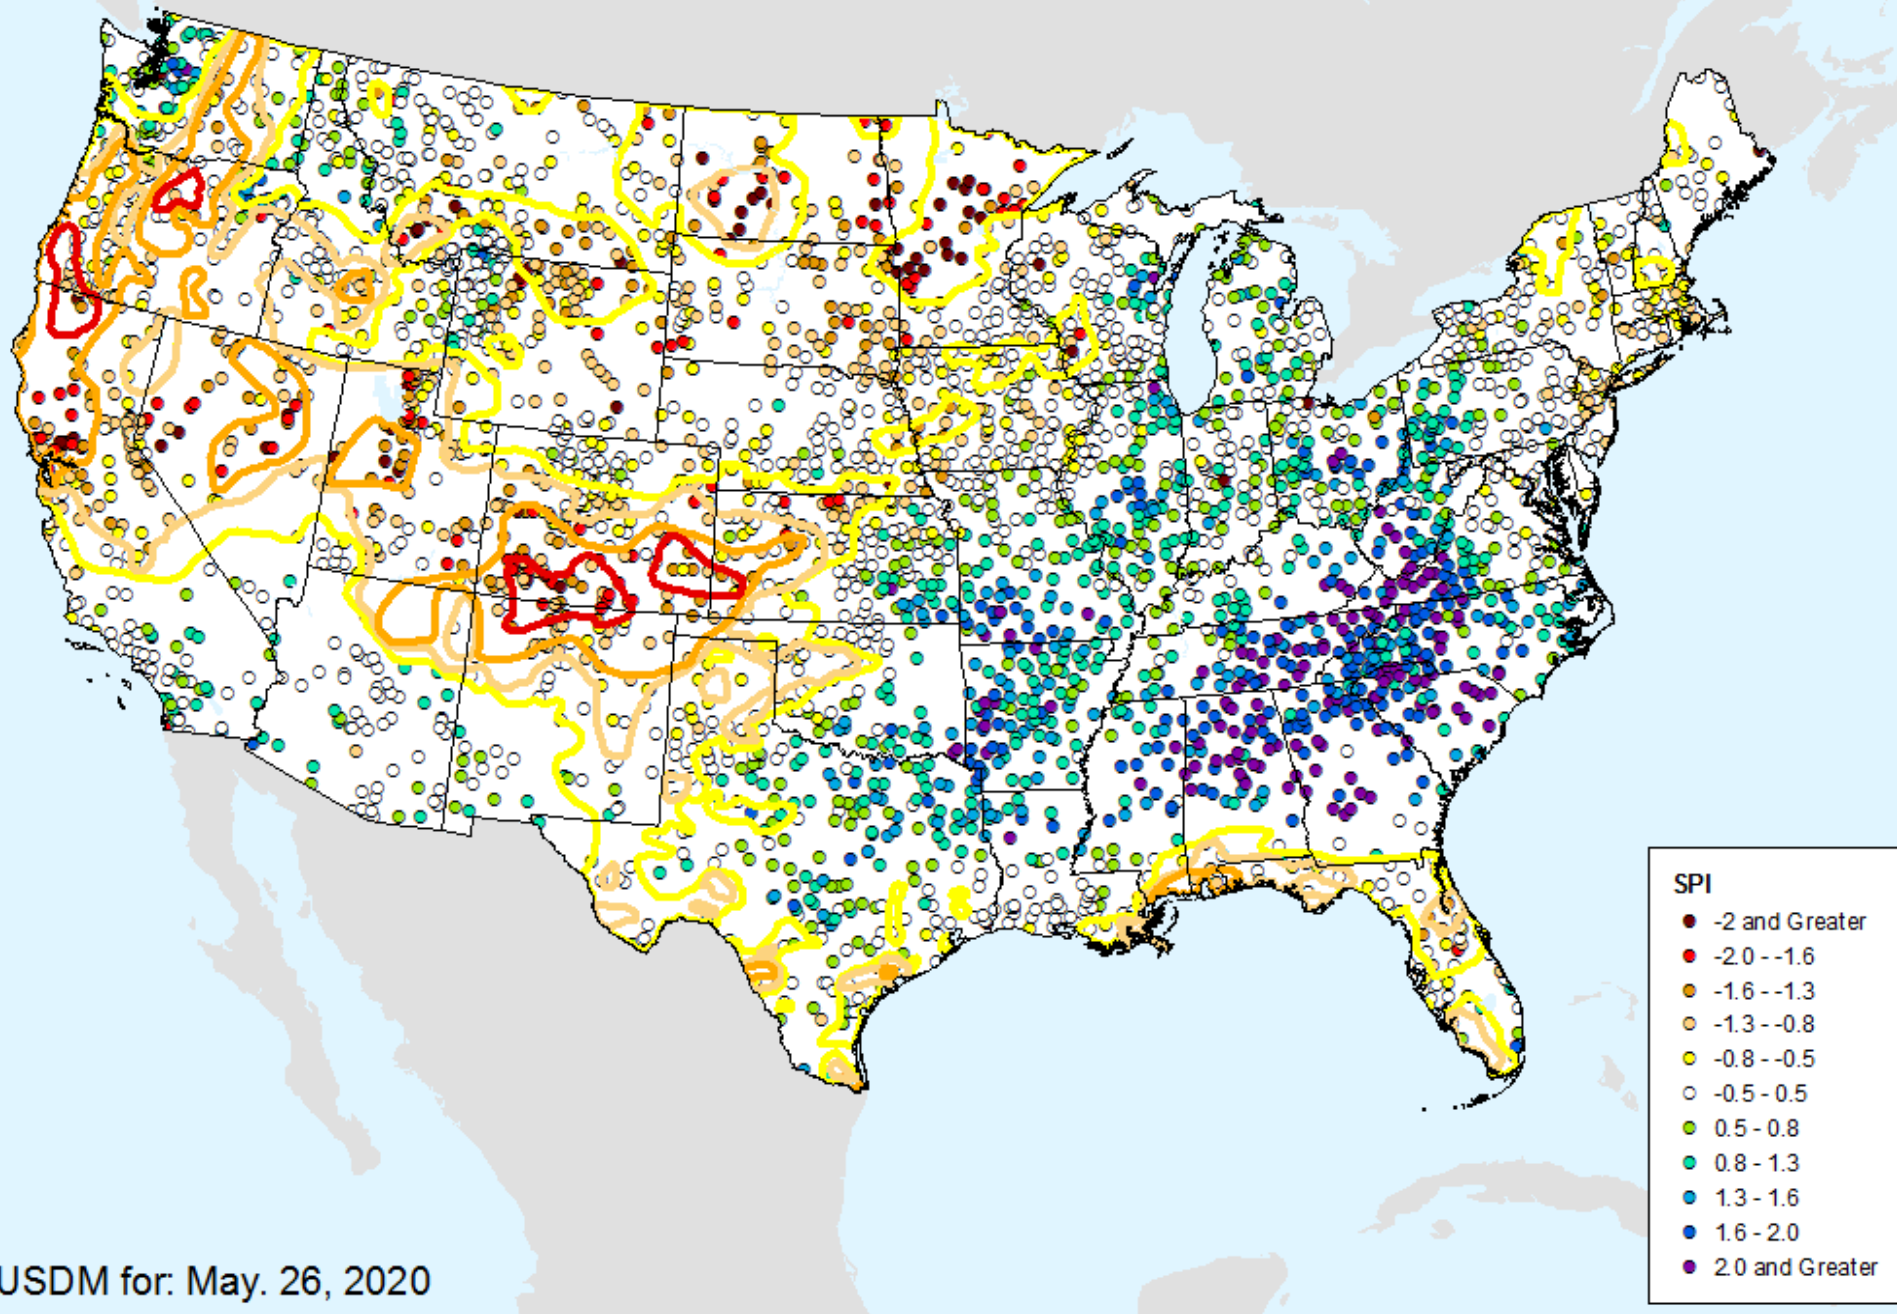 SPI
-2 and Greater
-2.0 - -1.6
-1.6 - -1.3
-1.3 - -0.8
-0.8 - -0.5
-0.5 - 0.5
0.5 - 0.8
0.8 - 1.3
1.3 - 1.6
1.6 - 2.0
2.0 and Greater
USDM for: May. 26, 2020